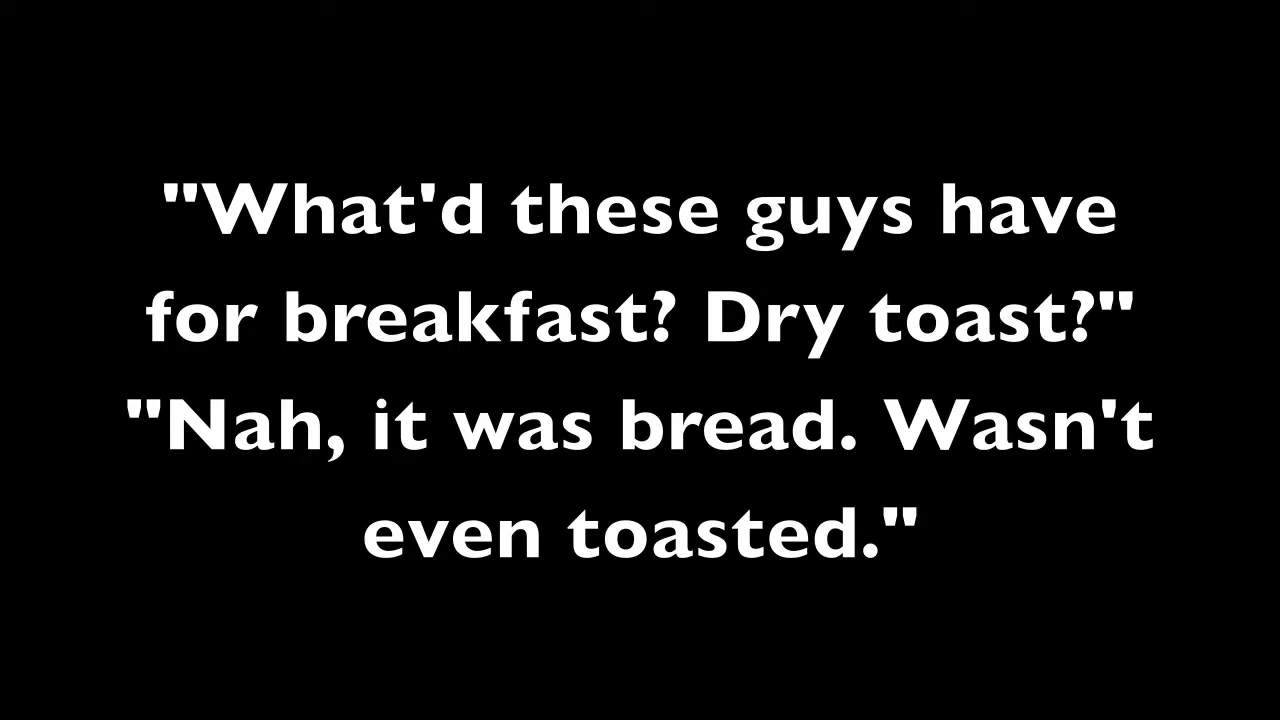 "What'd these guys have
for breakfast? Dry toast?"
"Nah, it was bread. Wasn't
even toasted."